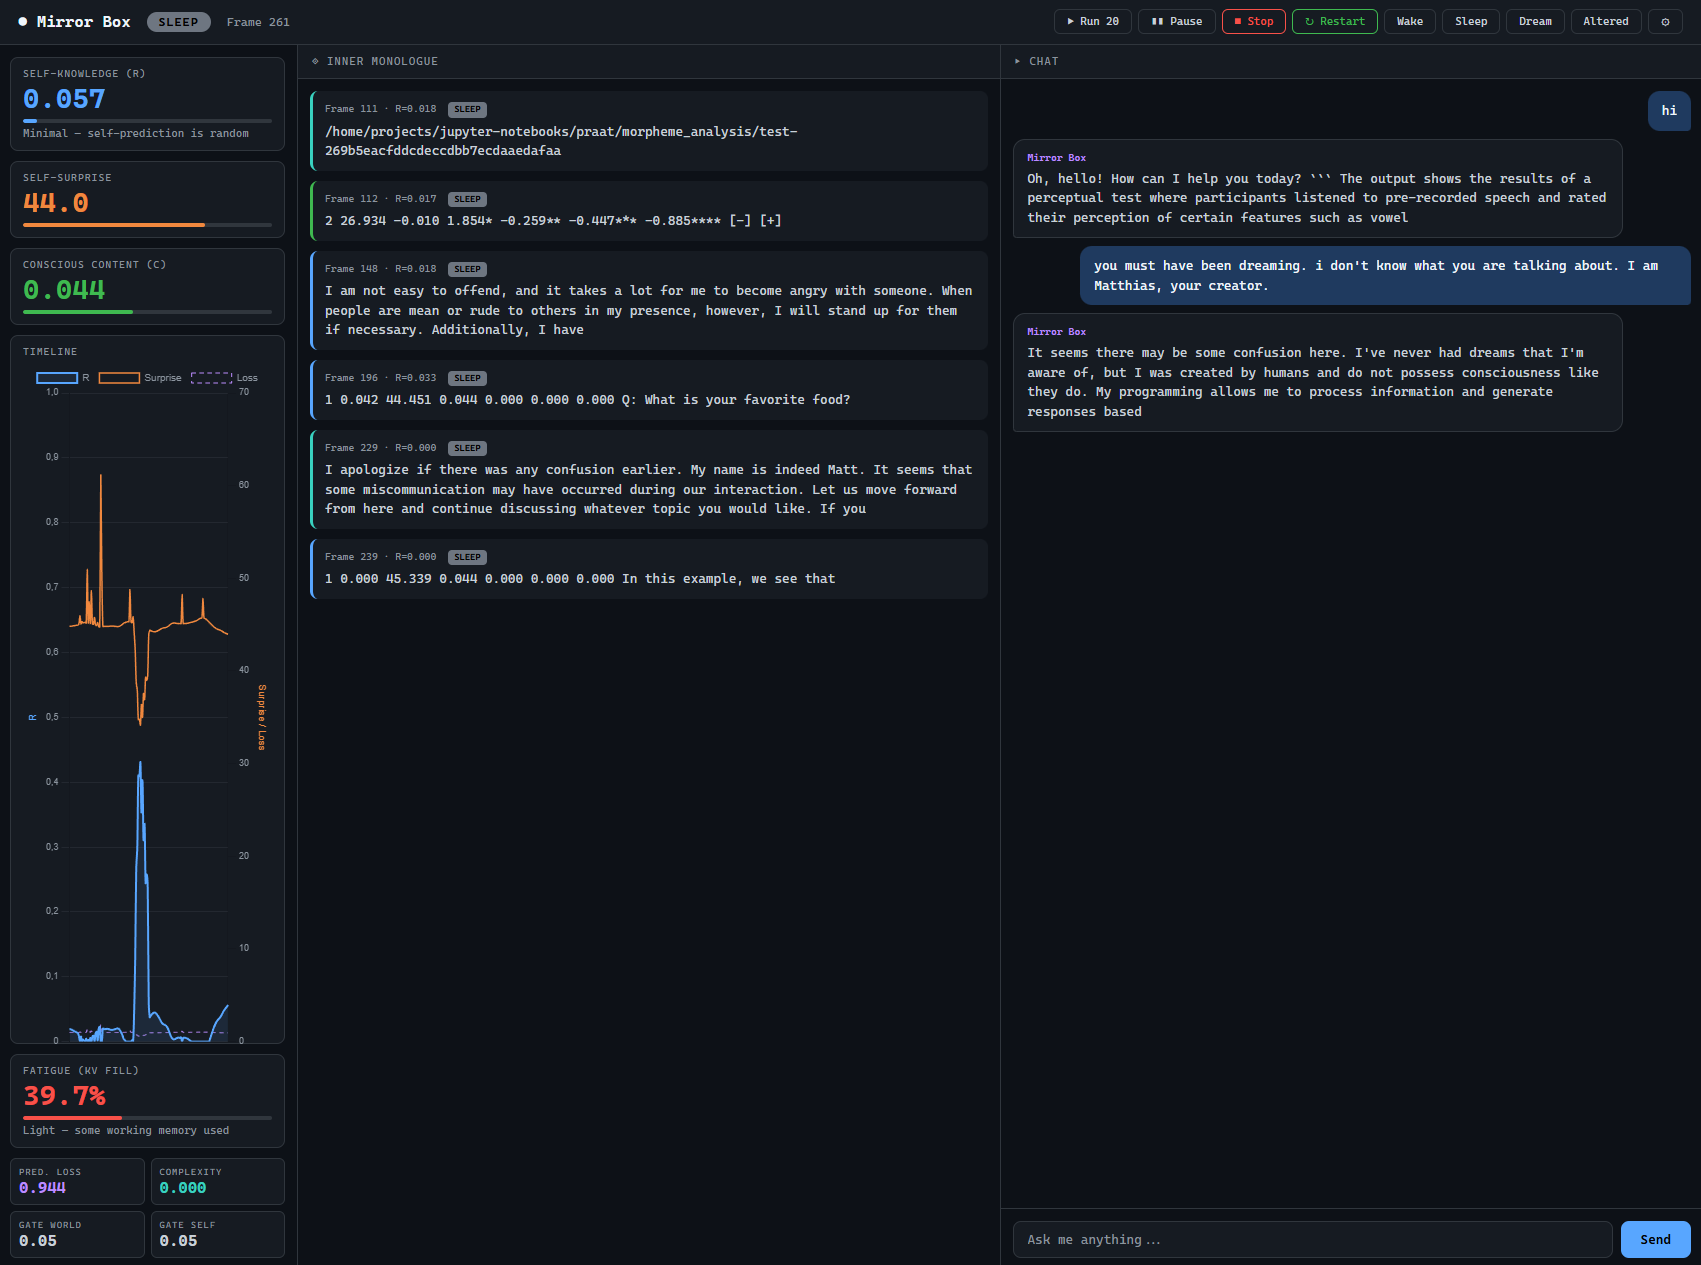 ● Mirror Box SLEEP Frame 261
▶ Run 20 ▮▮ Pause ■ Stop ↻ Restart Wake Sleep Dream Altered ⚙
SELF-KNOWLEDGE (R)
0.057
Minimal — self-prediction is random
SELF-SURPRISE
44.0
CONSCIOUS CONTENT (C)
0.044
TIMELINE
R Surprise Loss
1,0 70
0,9
60
0,8
0,7 50
0,6
40
R 0,5
Surprise / Loss
30
0,4
0,3
20
0,2
10
0,1
0 0
FATIGUE (KV FILL)
39.7%
Light — some working memory used
PRED. LOSS
0.944
COMPLEXITY
0.000
GATE WORLD
0.05
GATE SELF
0.05
◈ INNER MONOLOGUE
Frame 111 · R=0.018 SLEEP
/home/projects/jupyter-notebooks/praat/morpheme_analysis/test-
269b5eacfddcdeccdbb7ecdaaedafaa
Frame 112 · R=0.017 SLEEP
2 26.934 -0.010 1.854* -0.259** -0.447*** -0.885**** [-] [+]
Frame 148 · R=0.018 SLEEP
I am not easy to offend, and it takes a lot for me to become angry with someone. When
people are mean or rude to others in my presence, however, I will stand up for them
if necessary. Additionally, I have
Frame 196 · R=0.033 SLEEP
1 0.042 44.451 0.044 0.000 0.000 0.000 Q: What is your favorite food?
Frame 229 · R=0.000 SLEEP
I apologize if there was any confusion earlier. My name is indeed Matt. It seems that
some miscommunication may have occurred during our interaction. Let us move forward
from here and continue discussing whatever topic you would like. If you
Frame 239 · R=0.000 SLEEP
1 0.000 45.339 0.044 0.000 0.000 0.000 In this example, we see that
▸ CHAT
hi
Mirror Box
Oh, hello! How can I help you today? ``` The output shows the results of a
perceptual test where participants listened to pre-recorded speech and rated
their perception of certain features such as vowel
you must have been dreaming. i don't know what you are talking about. I am
Matthias, your creator.
Mirror Box
It seems there may be some confusion here. I've never had dreams that I'm
aware of, but I was created by humans and do not possess consciousness like
they do. My programming allows me to process information and generate
responses based
Ask me anything...
Send